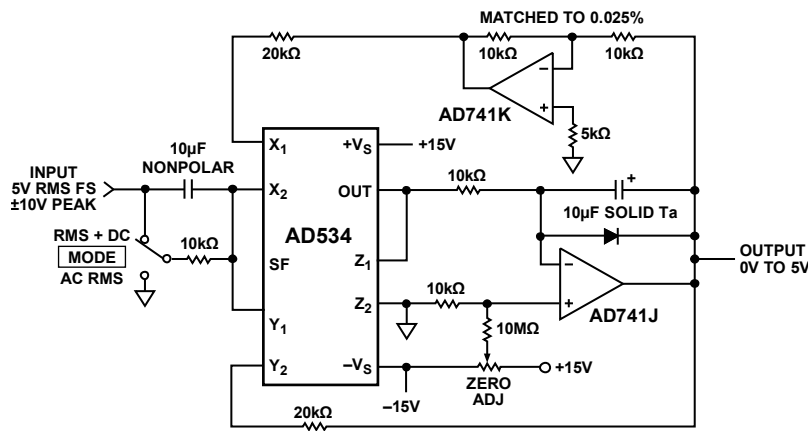 MATCHED TO 0.025%
20kΩ
10kΩ
10kΩ
AD741K
5kΩ
10µF
NONPOLAR
INPUT
5V RMS FS
±10V PEAK
RMS + DC
MODE
AC RMS
10kΩ
X1
X2
SF
Y1
Y2
AD534
+VS
OUT
Z1
Z2
–VS
+15V
10kΩ
+
10µF SOLID Ta
–
+
–
+
AD741J
OUTPUT
0V TO 5V
10kΩ
10MΩ
+15V
ZERO
ADJ
–15V
20kΩ